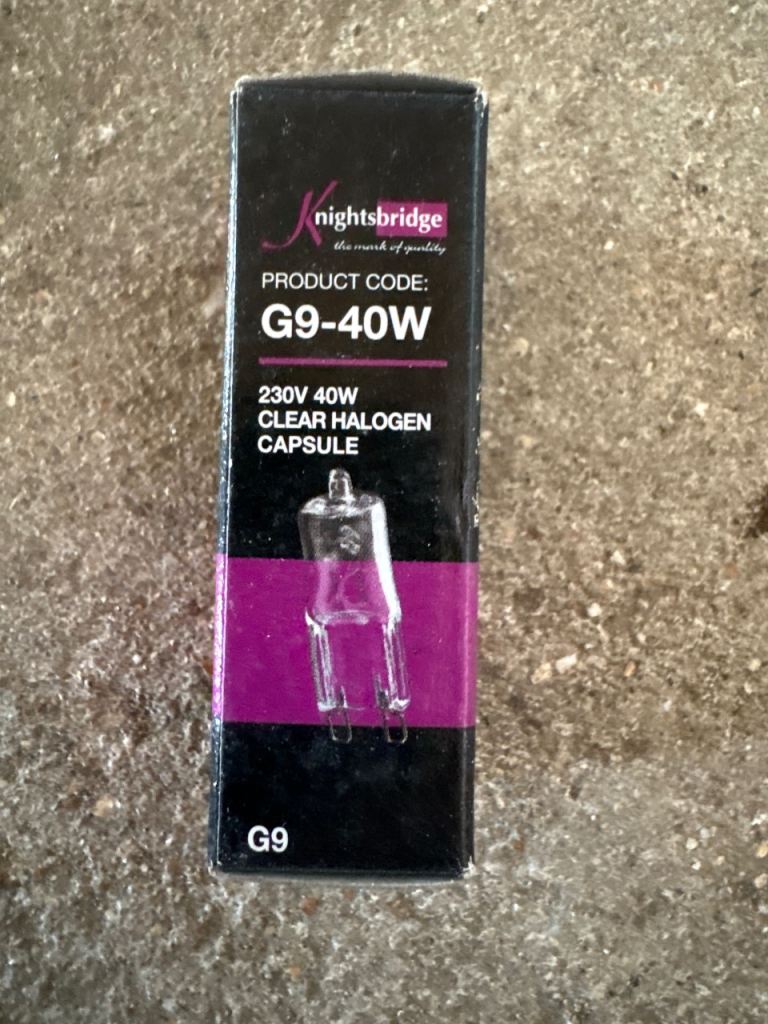 Knightsbridge
the mark of quality
PRODUCT CODE:
G9-40W
230V 40W
CLEAR HALOGEN
CAPSULE
G9